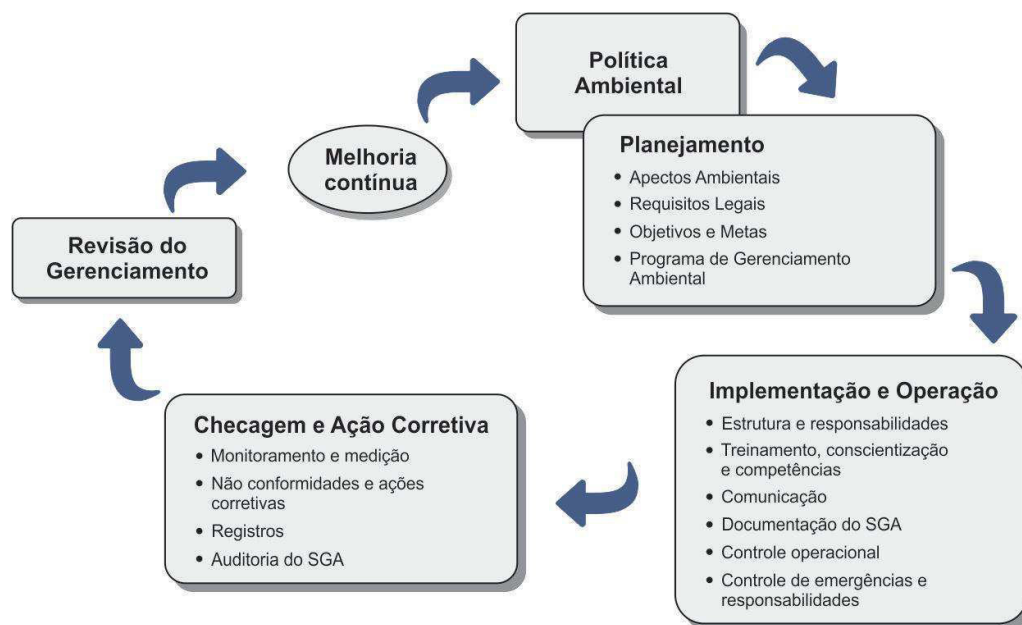 Política
Ambiental
Planejamento
• Apectos Ambientais
• Requisitos Legais
• Objetivos e Metas
• Programa de Gerenciamento
Ambiental
Implementação e Operação
• Estrutura e responsabilidades
• Treinamento, conscientização
e competências
• Comunicação
• Documentação do SGA
• Controle operacional
• Controle de emergências e
responsabilidades
Checagem e Ação Corretiva
• Monitoramento e medição
• Não conformidades e ações
corretivas
• Registros
• Auditoria do SGA
Revisão do
Gerenciamento
Melhoria
contínua